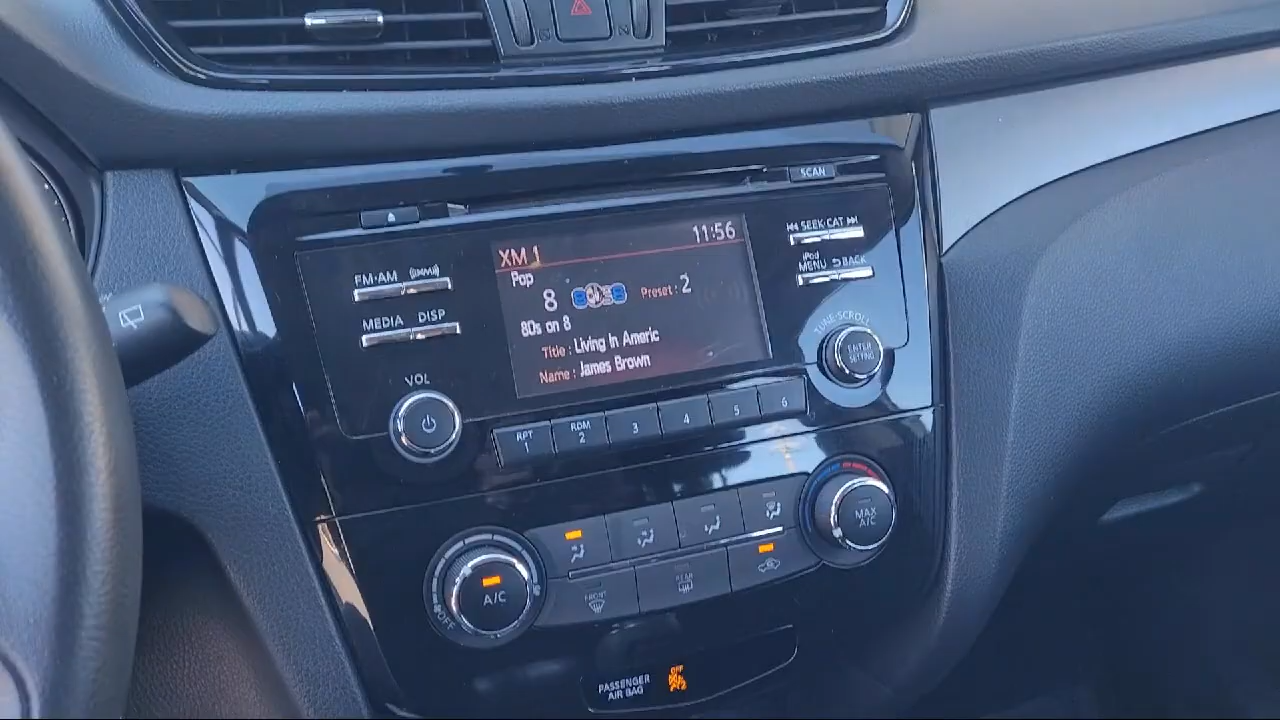 SCAN
SEEK·CAT
iPod
MENU BACK
FM·AM
MEDIA DISP
XM 1 11:56
Pop
8 Preset : 2
80s on 8
Title : Living In Americ
Name : James Brown
TUNE·SCROLL
ENTER
SETTING
VOL
RPT
1
RDM
2
3
4
5
6
MAX
A/C
A/C
OFF
FRONT
REAR
PASSENGER
AIR BAG
OFF